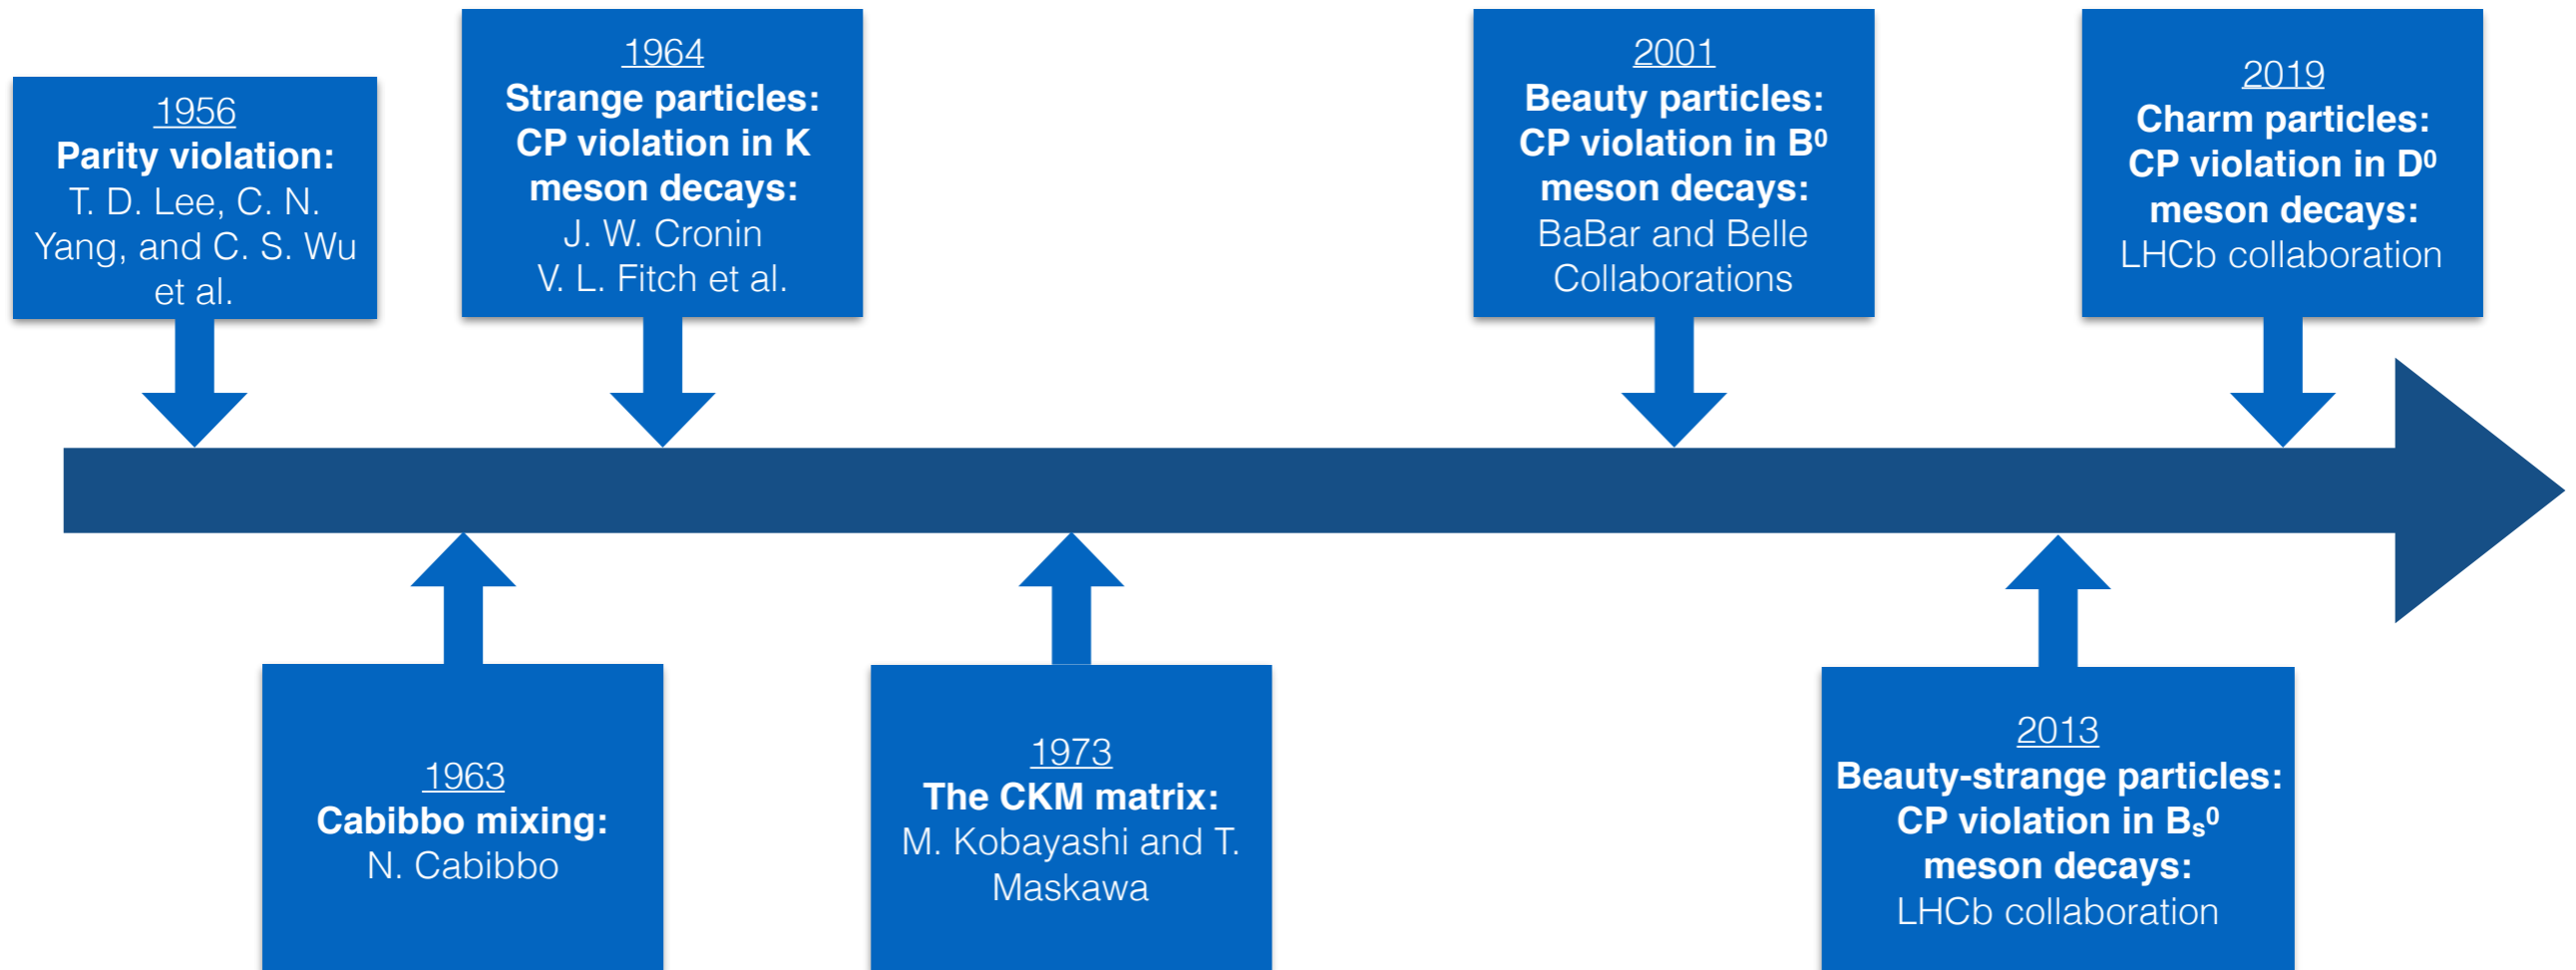 1956
Parity violation:
T. D. Lee, C. N.
Yang, and C. S. Wu
et al.
1964
Strange particles:
CP violation in K
meson decays:
J. W. Cronin
V. L. Fitch et al.
2001
Beauty particles:
CP violation in B⁰
meson decays:
BaBar and Belle
Collaborations
2019
Charm particles:
CP violation in D⁰
meson decays:
LHCb collaboration
1963
Cabibbo mixing:
N. Cabibbo
1973
The CKM matrix:
M. Kobayashi and T.
Maskawa
2013
Beauty-strange particles:
CP violation in Bₛ⁰
meson decays:
LHCb collaboration